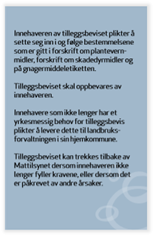 Innehaveren av tilleggsbeviset plikter å
sette seg inn i og følge bestemmelsene
som er gitt i forskrift om plantevern-
midler, forskrift om skadedyrmidler og
på gnagermiddeletiketten.
Tilleggsbeviset skal oppbevares av
innehaveren.
Innehavere som ikke lenger har et
yrkesmessig behov for tilleggsbevis
plikter å levere dette til landbruks-
forvaltningen i sin hjemkommune.
Tilleggsbeviset kan trekkes tilbake av
Mattilsynet dersom innehaveren ikke
lenger fyller kravene, eller dersom det
er påkrevet av andre årsaker.